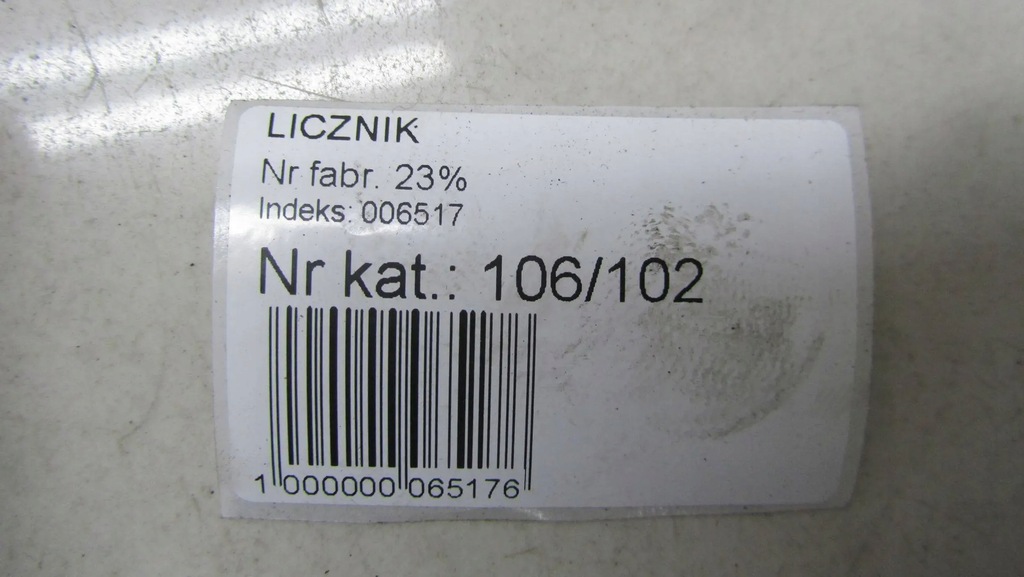 LICZNIK
Nr fabr. 23%
Indeks: 006517
Nr kat.: 106/102
1 000000 065176